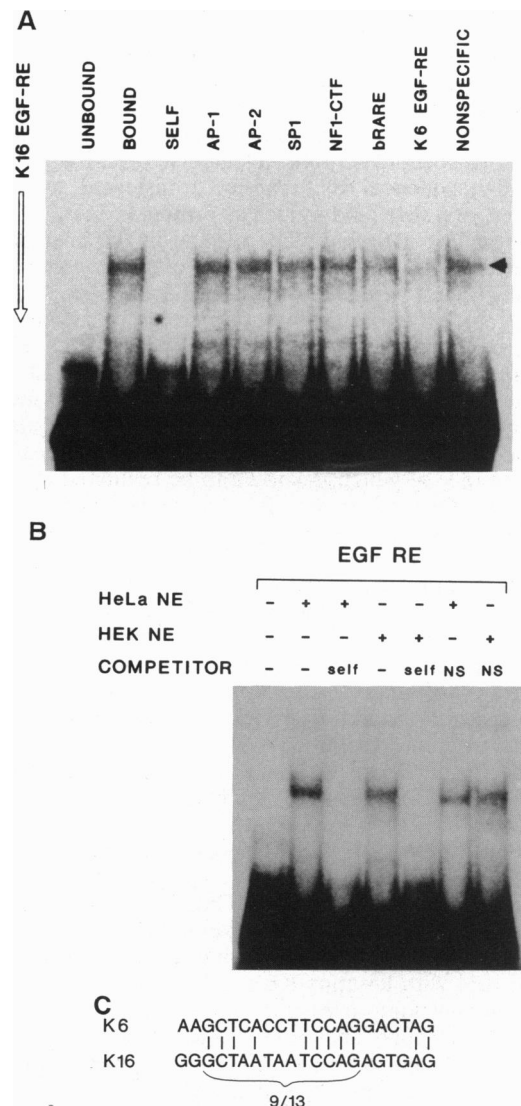 A
K16 EGF-RE
UNBOUND
BOUND
SELF
AP-1
AP-2
SP1
NF1-CTF
bRARE
K6 EGF-RE
NONSPECIFIC
B
EGF RE
HeLa NE - + + - - + -
HEK NE - - - + + - +
COMPETITOR - - self - self NS NS
C
K6 AAGCTCACCTTCCAGGACTAG
K16 GGGCTAATAATCCAGAGTGAG
9/13